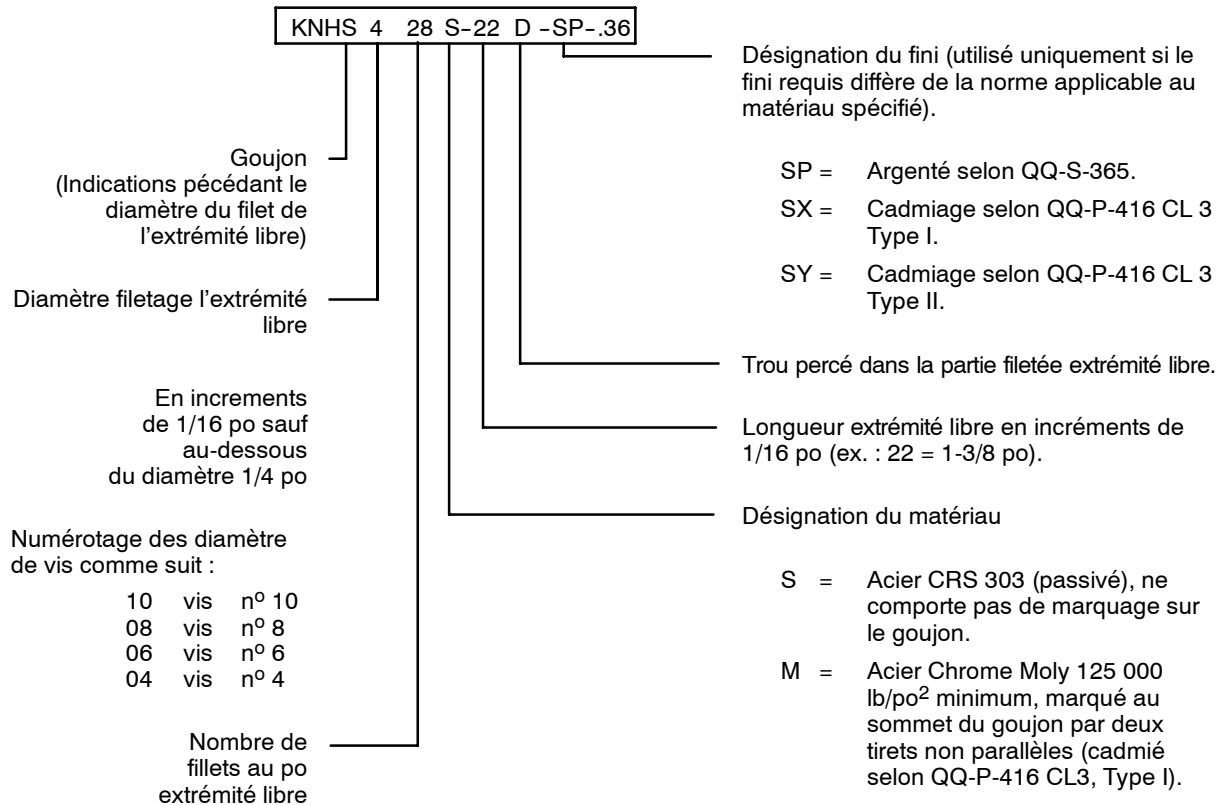 KNHS 4 28 S-22 D -SP-.36
Goujon
(Indications pécédant le
diamètre du filet de
l'extrémité libre)
Diamètre filetage l'extrémité
libre
En increments
de 1/16 po sauf
au-dessous
du diamètre 1/4 po
Numérotage des diamètre
de vis comme suit :
10 vis nº 10
08 vis nº 8
06 vis nº 6
04 vis nº 4
Nombre de
fillets au po
extrémité libre
Désignation du fini (utilisé uniquement si le
fini requis diffère de la norme applicable au
matériau spécifié).
SP = Argenté selon QQ-S-365.
SX = Cadmiage selon QQ-P-416 CL 3
Type I.
SY = Cadmiage selon QQ-P-416 CL 3
Type II.
Trou percé dans la partie filetée extrémité libre.
Longueur extrémité libre en incréments de
1/16 po (ex. : 22 = 1-3/8 po).
Désignation du matériau
S = Acier CRS 303 (passivé), ne
comporte pas de marquage sur
le goujon.
M = Acier Chrome Moly 125 000
lb/po² minimum, marqué au
sommet du goujon par deux
tirets non parallèles (cadmié
selon QQ-P-416 CL3, Type I).